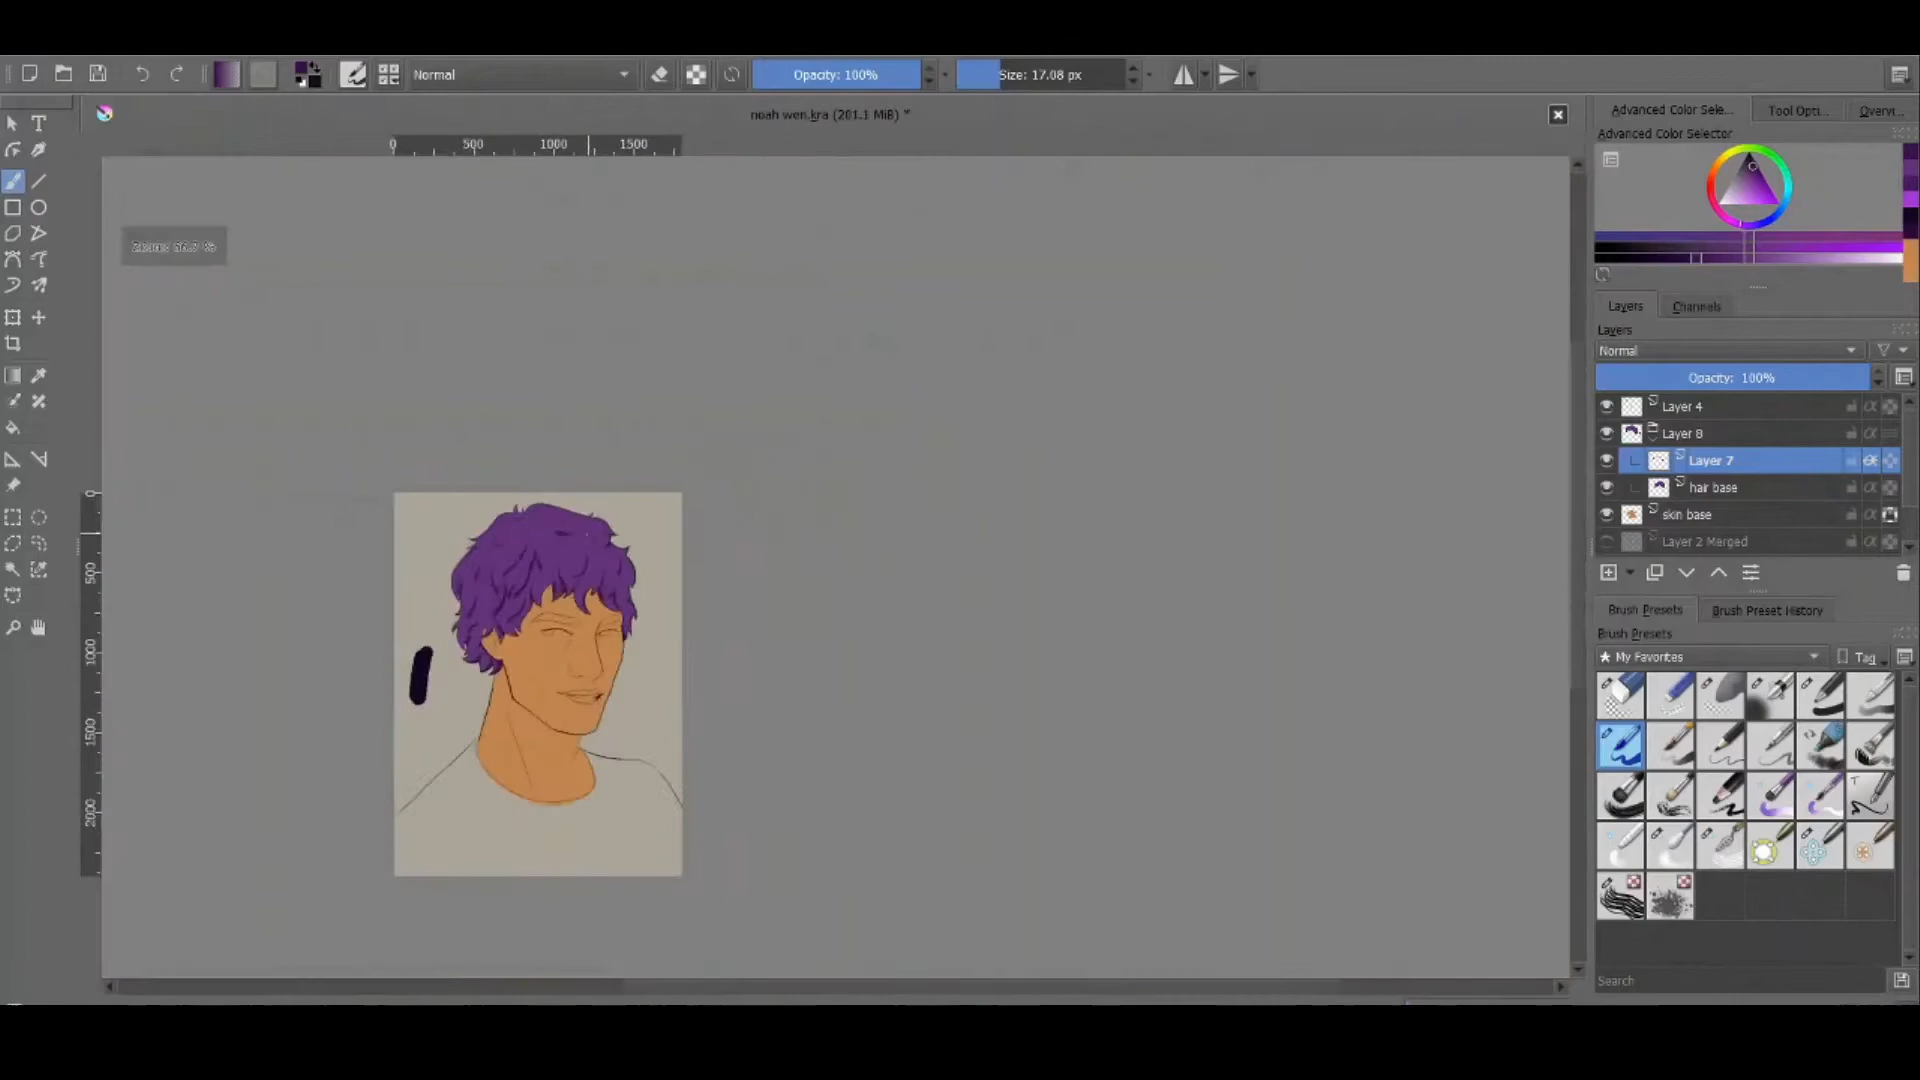 Normal
Opacity: 100%
Size: 17.08 px
noah wen.kra (201.1 MiB) *
Advanced Color Sele...
Tool Opti...
Overvi...
Advanced Color Selector
0
500
1000
1500
Layers
Channels
Layers
Normal
Opacity: 100%
Layer 4
Layer 8
Layer 7
hair base
skin base
Layer 2 Merged
0
500
1000
1500
2000
Brush Presets
Brush Preset History
Brush Presets
★ My Favorites
Tag
Search